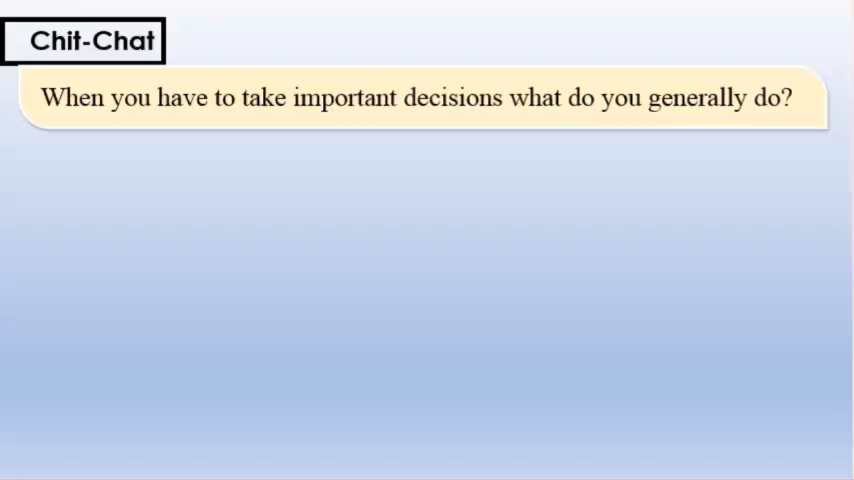 Chit-Chat
When you have to take important decisions what do you generally do?